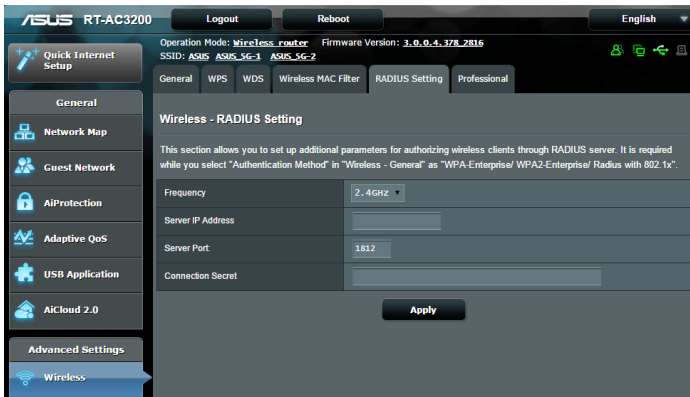 ASUS RT-AC3200 Logout Reboot English
Quick Internet Setup
Operation Mode: Wireless router Firmware Version: 3.0.0.4.378_2816
SSID: ASUS ASUS_5G-1 ASUS_5G-2
General WPS WDS Wireless MAC Filter RADIUS Setting Professional
General
Network Map
Guest Network
AiProtection
Adaptive QoS
USB Application
AiCloud 2.0
Advanced Settings
Wireless
Wireless - RADIUS Setting
This section allows you to set up additional parameters for authorizing wireless clients through RADIUS server. It is required
while you select "Authentication Method" in "Wireless - General" as "WPA-Enterprise/ WPA2-Enterprise/ Radius with 802.1x".
Frequency 2.4GHz
Server IP Address
Server Port: 1812
Connection Secret
Apply